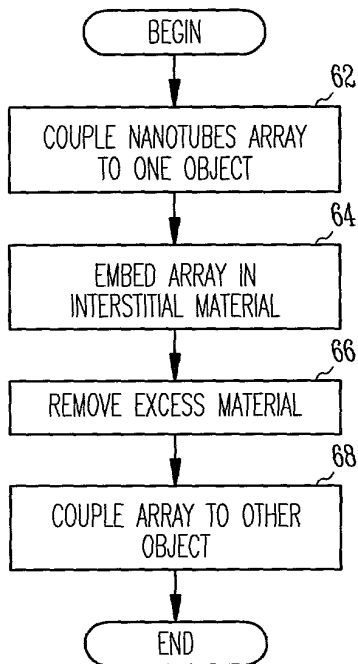 BEGIN
62
COUPLE NANOTUBES ARRAY
TO ONE OBJECT
64
EMBED ARRAY IN
INTERSTITIAL MATERIAL
66
REMOVE EXCESS MATERIAL
68
COUPLE ARRAY TO OTHER
OBJECT
END